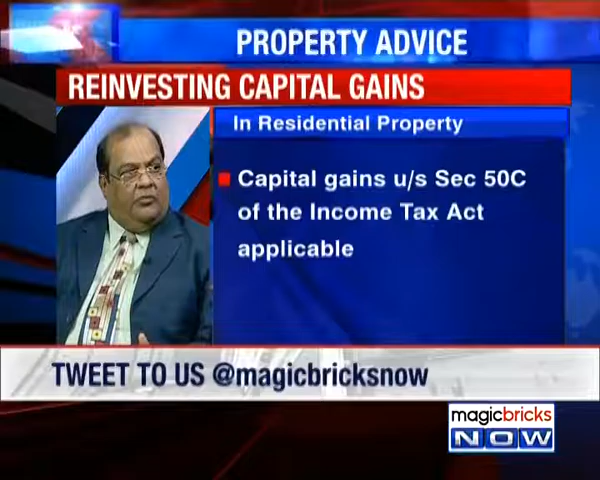 PROPERTY ADVICE
REINVESTING CAPITAL GAINS
In Residential Property
Capital gains u/s Sec 50C
of the Income Tax Act
applicable
TWEET TO US @magicbricksnow
magicbricks
NOW